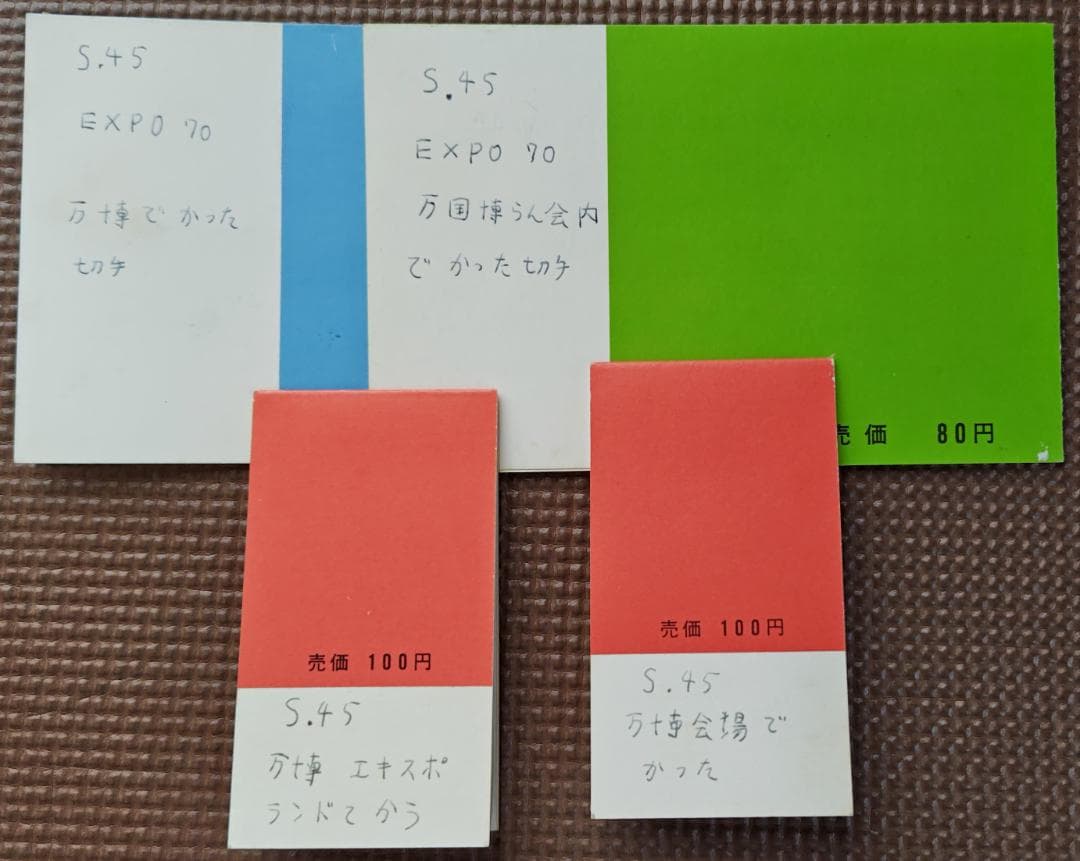 S.45
EXPO 70
万博でかった
切手
S.45
EXPO 70
万国博らん会内
でかった切手
売価 80円
売価 100円
S.45
万博 エキスポ
ランドでかう
売価 100円
S.45
万博会場で
かった